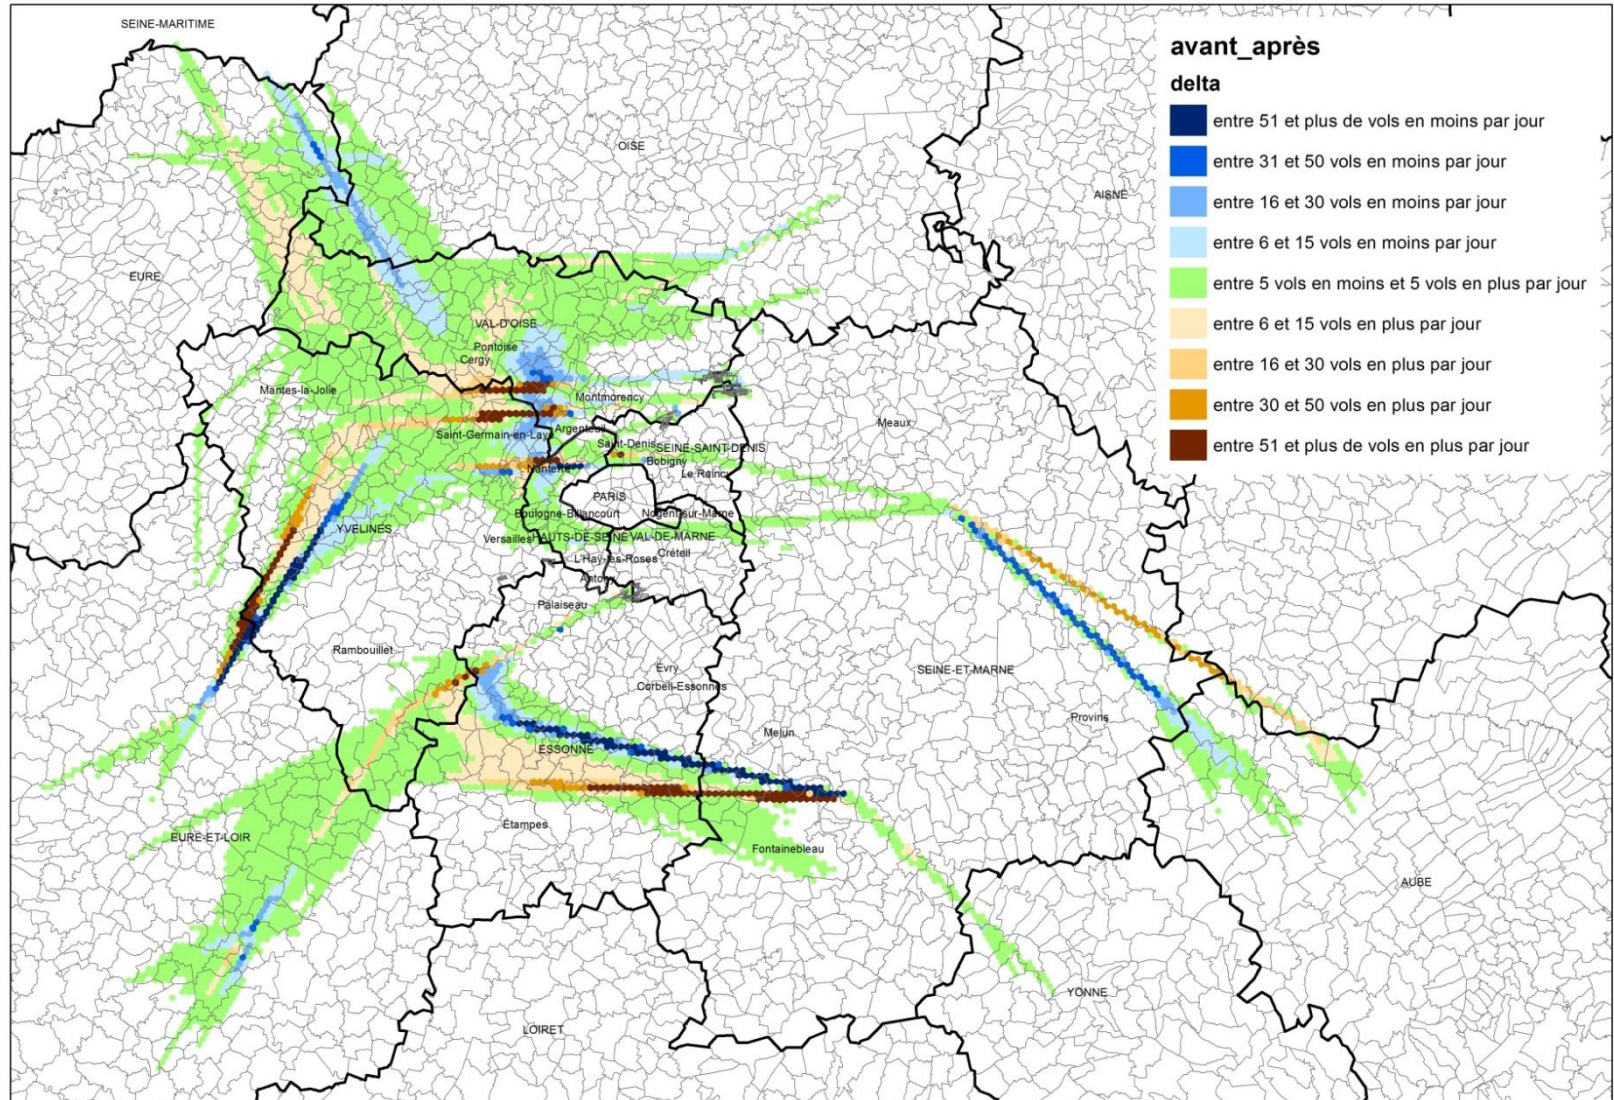 SEINE-MARITIME
avant_après
delta
entre 51 et plus de vols en moins par jour
OISE
entre 31 et 50 vols en moins par jour
AISNE
entre 16 et 30 vols en moins par jour
entre 6 et 15 vols en moins par jour
EURE
entre 5 vols en moins et 5 vols en plus par jour
VAL-D'OISE
entre 6 et 15 vols en plus par jour
Pontoise
Cergy
entre 16 et 30 vols en plus par jour
Mantes-la-Jolie
Montmorency
entre 30 et 50 vols en plus par jour
Meaux
Argenteuil
Saint-Germain-en-Laye
entre 51 et plus de vols en plus par jour
Saint-Denis
SEINE-SAINT-DENIS
Bobigny
Nanterre
Le Raincy
PARIS
Boulogne-Billancourt
Nogent-sur-Marne
YVELINES
Versailles
HAUTS-DE-SEINE
VAL-DE-MARNE
Créteil
L'Haÿ-les-Roses
Antony
Palaiseau
Rambouillet
Évry
SEINE-ET-MARNE
Corbeil-Essonnes
Provins
Melun
ESSONNE
Étampes
EURE-ET-LOIR
Fontainebleau
AUBE
YONNE
LOIRET